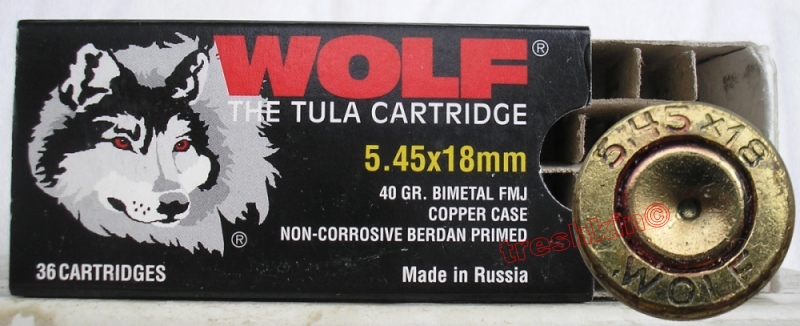 WOLF®
THE TULA CARTRIDGE
5.45x18mm
40 GR. BIMETAL FMJ
COPPER CASE
NON-CORROSIVE BERDAN PRIMED
®
36 CARTRIDGES
Made in Russia
5.45x18
WOLF
treshkin©